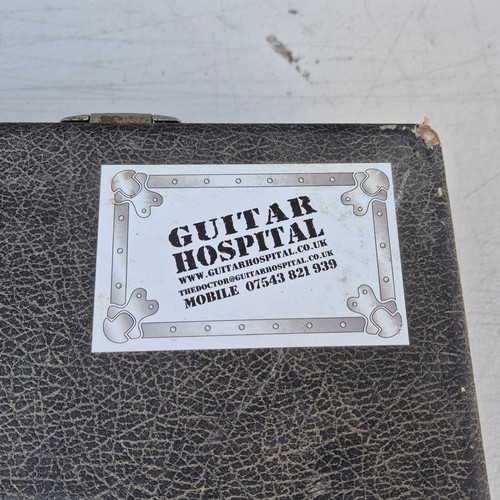 GUITAR
HOSPITAL
WWW.GUITARHOSPITAL.CO.UK
THEDOCTOR@GUITARHOSPITAL.CO.UK
MOBILE 07543 821 939